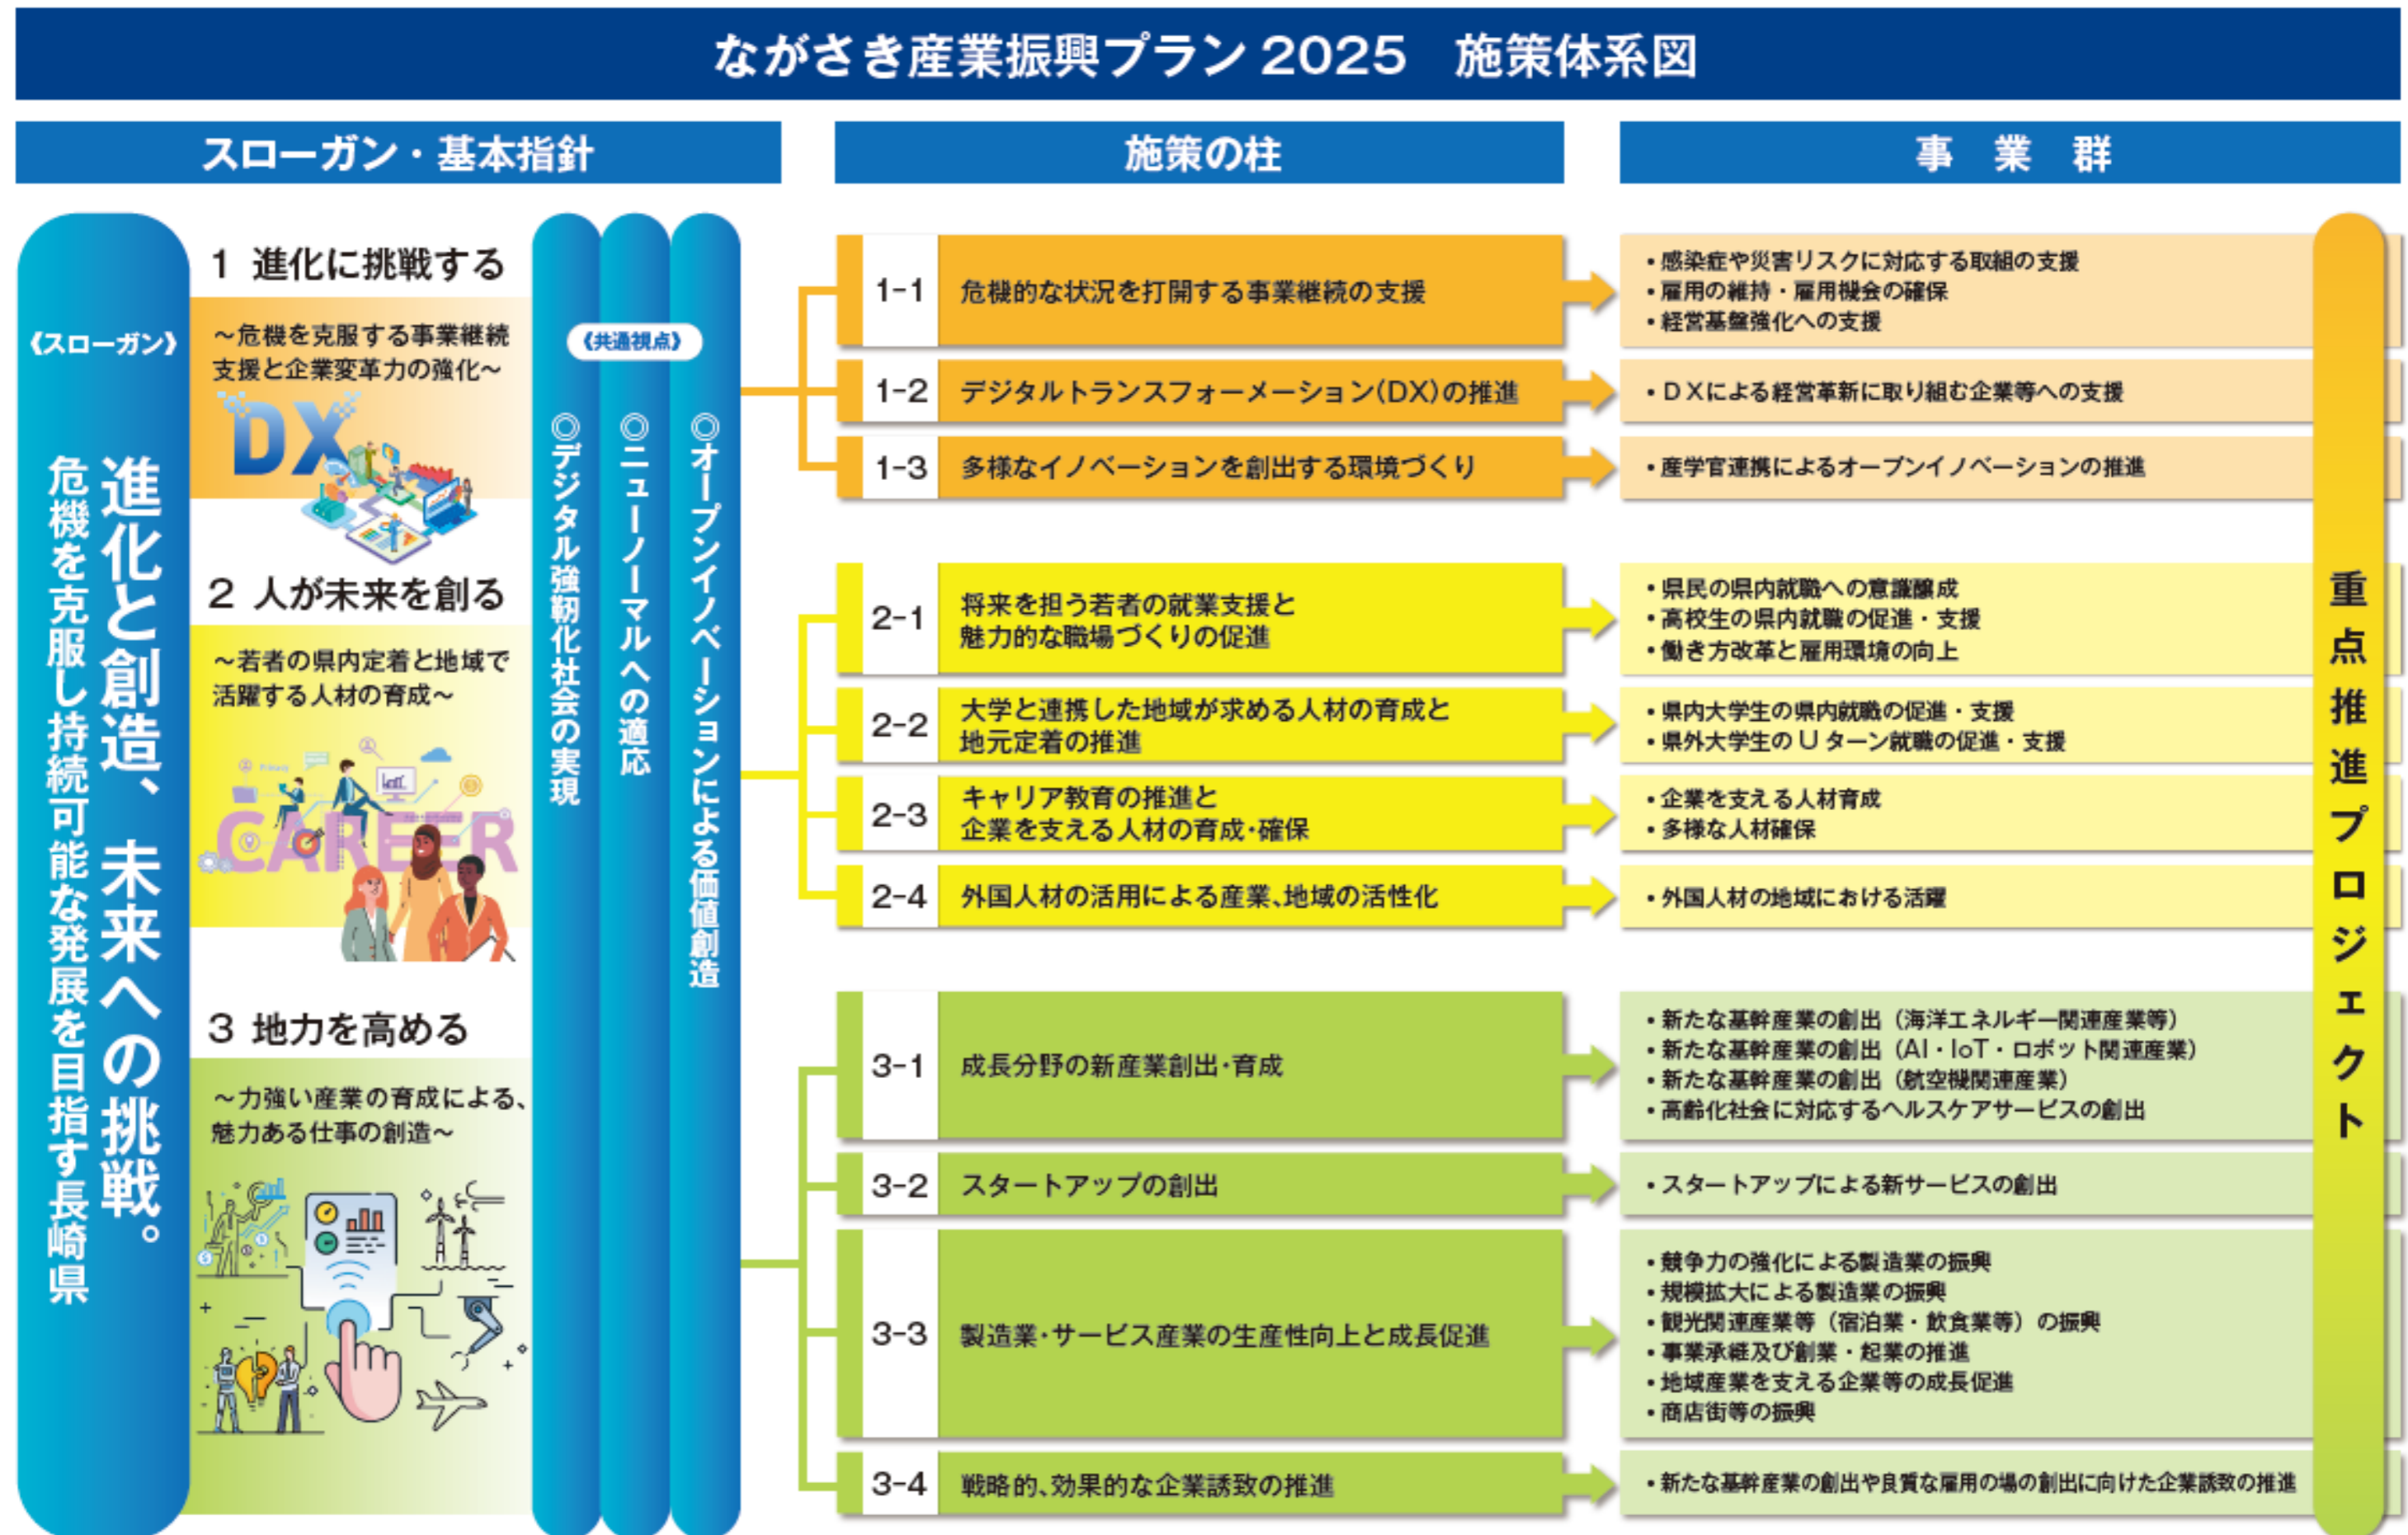 ながさき産業振興プラン 2025　施策体系図
スローガン・基本指針
施策の柱
事　業　群
《スローガン》
進化と創造、未来への挑戦。
危機を克服し持続可能な発展を目指す長崎県
1 進化に挑戦する
～危機を克服する事業継続
支援と企業変革力の強化～
DX
2 人が未来を創る
～若者の県内定着と地域で
活躍する人材の育成～
CAREER
3 地力を高める
～力強い産業の育成による、
魅力ある仕事の創造～
《共通視点》
◎デジタル強靭化社会の実現
◎ニューノーマルへの適応
◎オープンイノベーションによる価値創造
1-1 危機的な状況を打開する事業継続の支援
・感染症や災害リスクに対応する取組の支援
・雇用の維持・雇用機会の確保
・経営基盤強化への支援
1-2 デジタルトランスフォーメーション(DX)の推進
・ＤＸによる経営革新に取り組む企業等への支援
1-3 多様なイノベーションを創出する環境づくり
・産学官連携によるオープンイノベーションの推進
2-1 将来を担う若者の就業支援と
魅力的な職場づくりの促進
・県民の県内就職への意識醸成
・高校生の県内就職の促進・支援
・働き方改革と雇用環境の向上
2-2 大学と連携した地域が求める人材の育成と
地元定着の推進
・県内大学生の県内就職の促進・支援
・県外大学生の U ターン就職の促進・支援
2-3 キャリア教育の推進と
企業を支える人材の育成・確保
・企業を支える人材育成
・多様な人材確保
2-4 外国人材の活用による産業、地域の活性化
・外国人材の地域における活躍
3-1 成長分野の新産業創出・育成
・新たな基幹産業の創出（海洋エネルギー関連産業等）
・新たな基幹産業の創出（AI・IoT・ロボット関連産業）
・新たな基幹産業の創出（航空機関連産業）
・高齢化社会に対応するヘルスケアサービスの創出
3-2 スタートアップの創出
・スタートアップによる新サービスの創出
3-3 製造業・サービス産業の生産性向上と成長促進
・競争力の強化による製造業の振興
・規模拡大による製造業の振興
・観光関連産業等（宿泊業・飲食業等）の振興
・事業承継及び創業・起業の推進
・地域産業を支える企業等の成長促進
・商店街等の振興
3-4 戦略的、効果的な企業誘致の推進
・新たな基幹産業の創出や良質な雇用の場の創出に向けた企業誘致の推進
重点推進プロジェクト